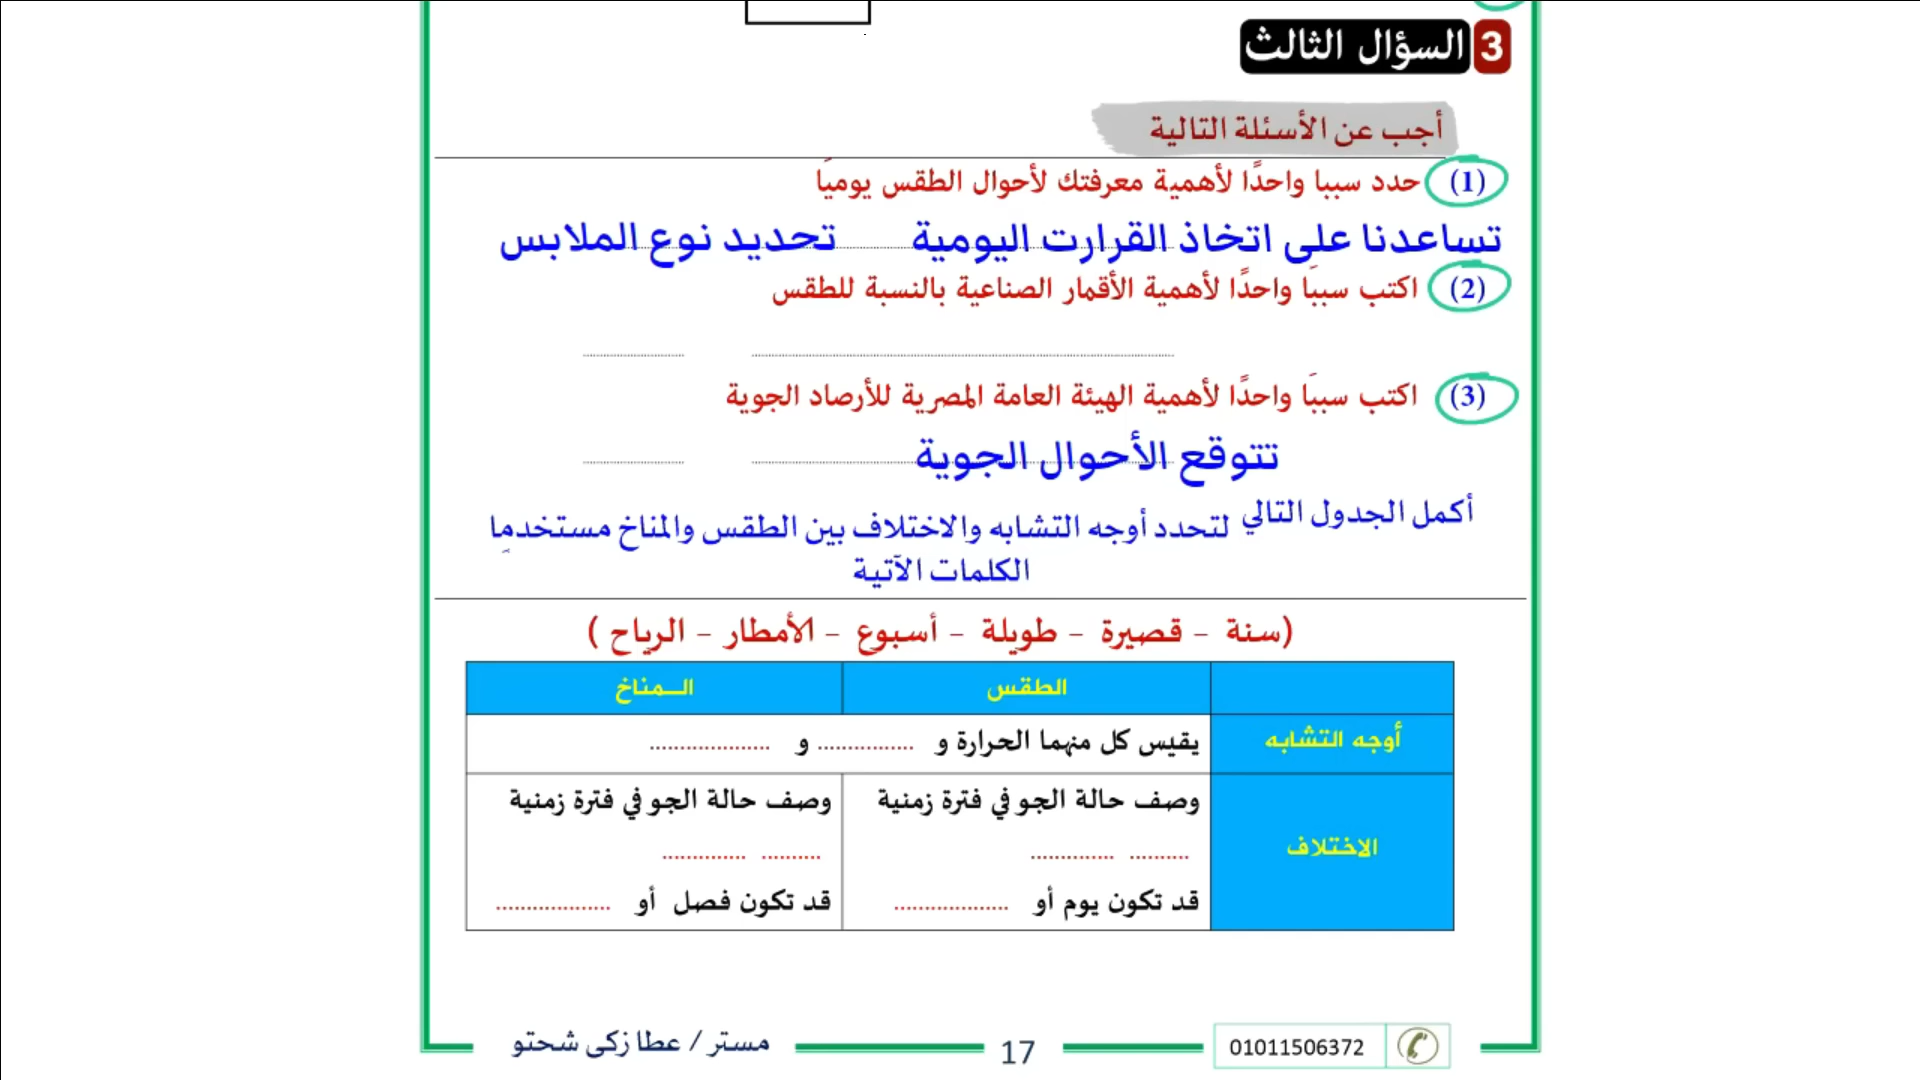 3 السؤال الثالث
أجب عن الأسئلة التالية
(1) حدد سببا واحدًا لأهمية معرفتك لأحوال الطقس يوميَا
تساعدنا على اتخاذ القرارت اليومية تحديد نوع الملابس
(2) اكتب سببَا واحدًا لأهمية الأقمار الصناعية بالنسبة للطقس
(3) اكتب سببَا واحدًا لأهمية الهيئة العامة المصرية للأرصاد الجوية
تتوقع الأحوال الجوية
أكمل الجدول التالي لتحدد أوجه التشابه والاختلاف بين الطقس والمناخ مستخدمِا
الكلمات الآتية
(سنة - قصيرة - طويلة - أسبوع - الأمطار - الرياح )
الطقس المناخ
أوجه التشابه يقيس كل منهما الحرارة و ................ و ....................
وصف حالة الجو في فترة زمنية وصف حالة الجو في فترة زمنية
الاختلاف
.......... .............. .......... ..............
قد تكون يوم أو ................... قد تكون فصل أو ...................
01011506372 17 مستر / عطا زكى شحتو